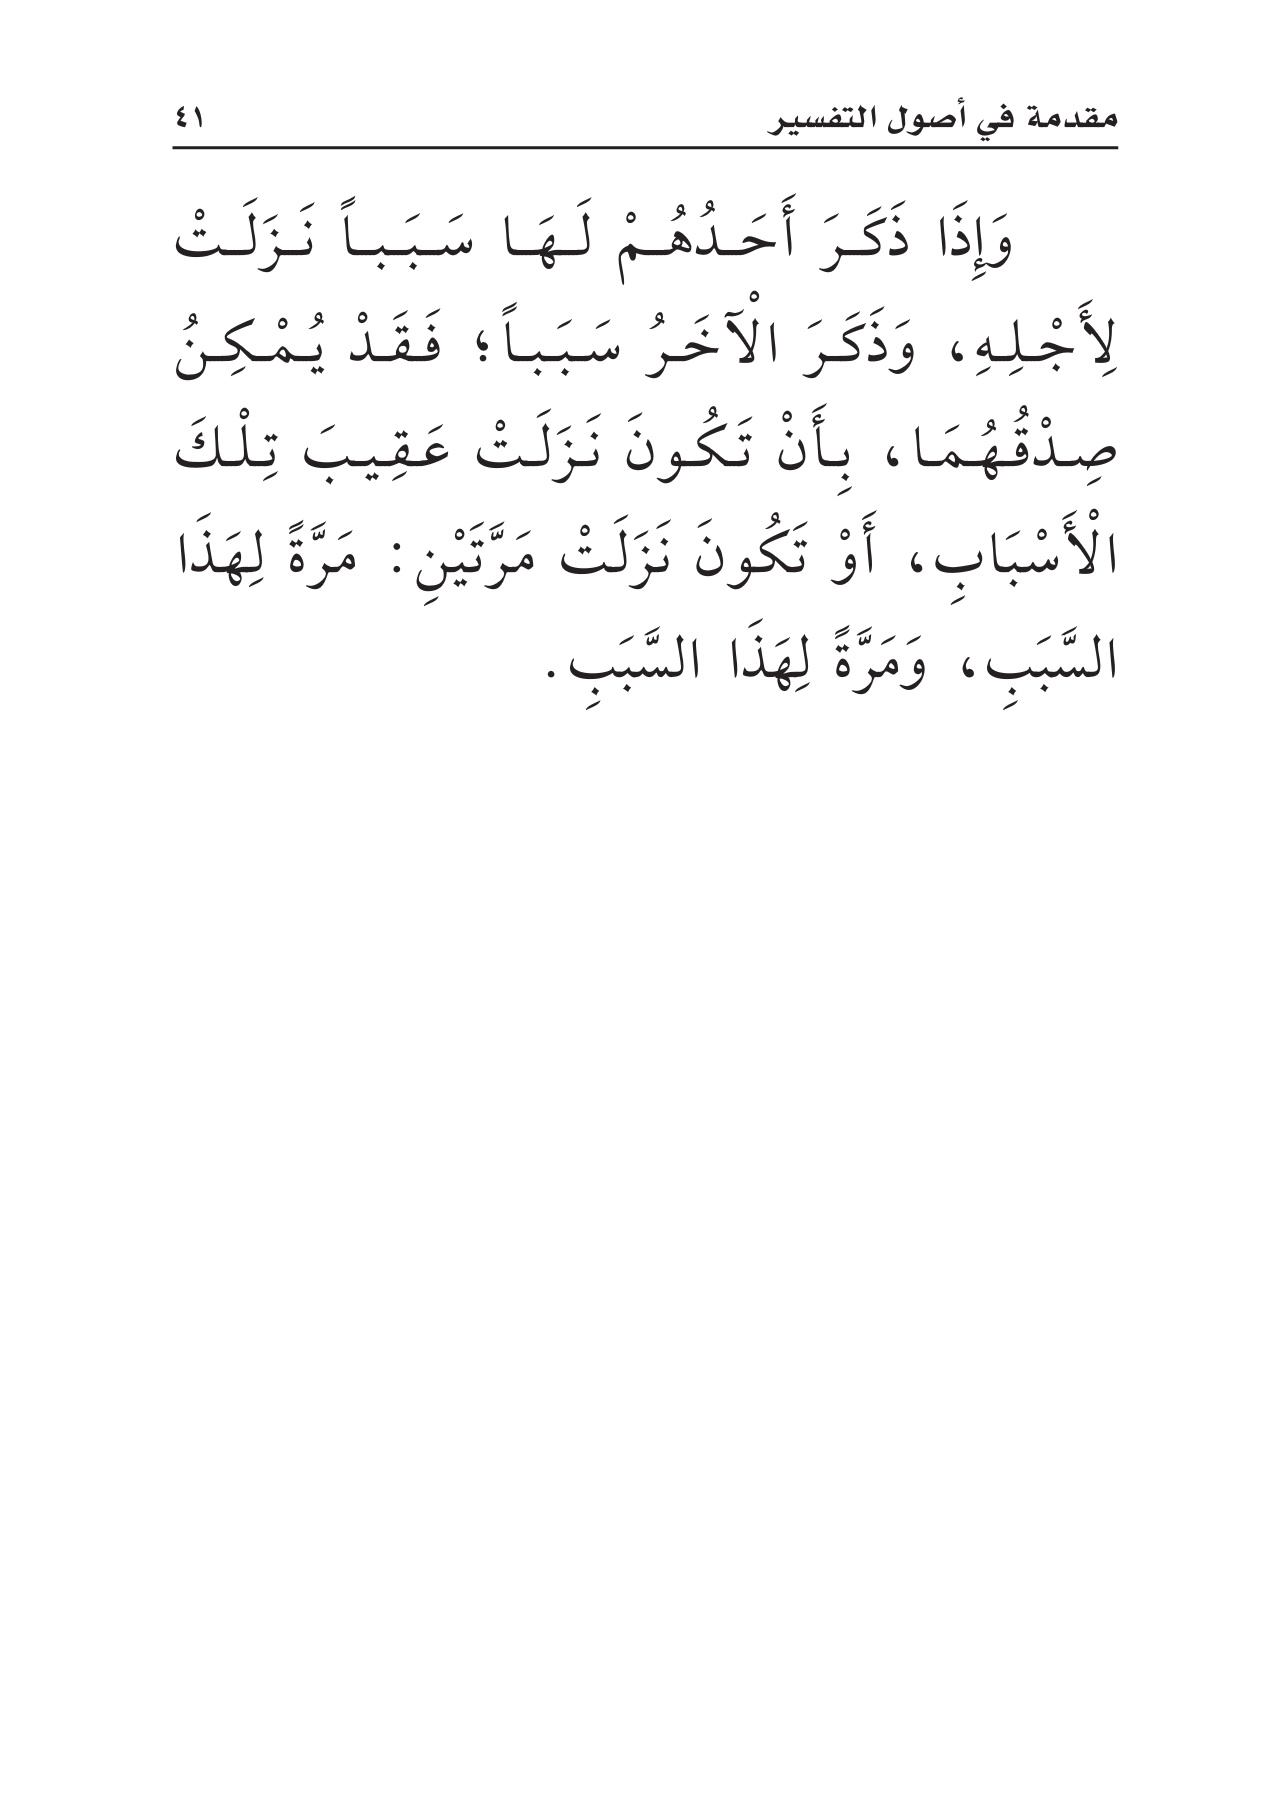 مقدمة في أصول التفسير ٤١
وَإِذَا ذَكَرَ أَحَدُهُمْ لَهَا سَبَباً نَزَلَتْ
لِأَجْلِهِ، وَذَكَرَ الْآخَرُ سَبَباً؛ فَقَدْ يُمْكِنُ
صِدْقُهُمَا، بِأَنْ تَكُونَ نَزَلَتْ عَقِيبَ تِلْكَ
الْأَسْبَابِ، أَوْ تَكُونَ نَزَلَتْ مَرَّتَيْنِ: مَرَّةً لِهَذَا
السَّبَبِ، وَمَرَّةً لِهَذَا السَّبَبِ.